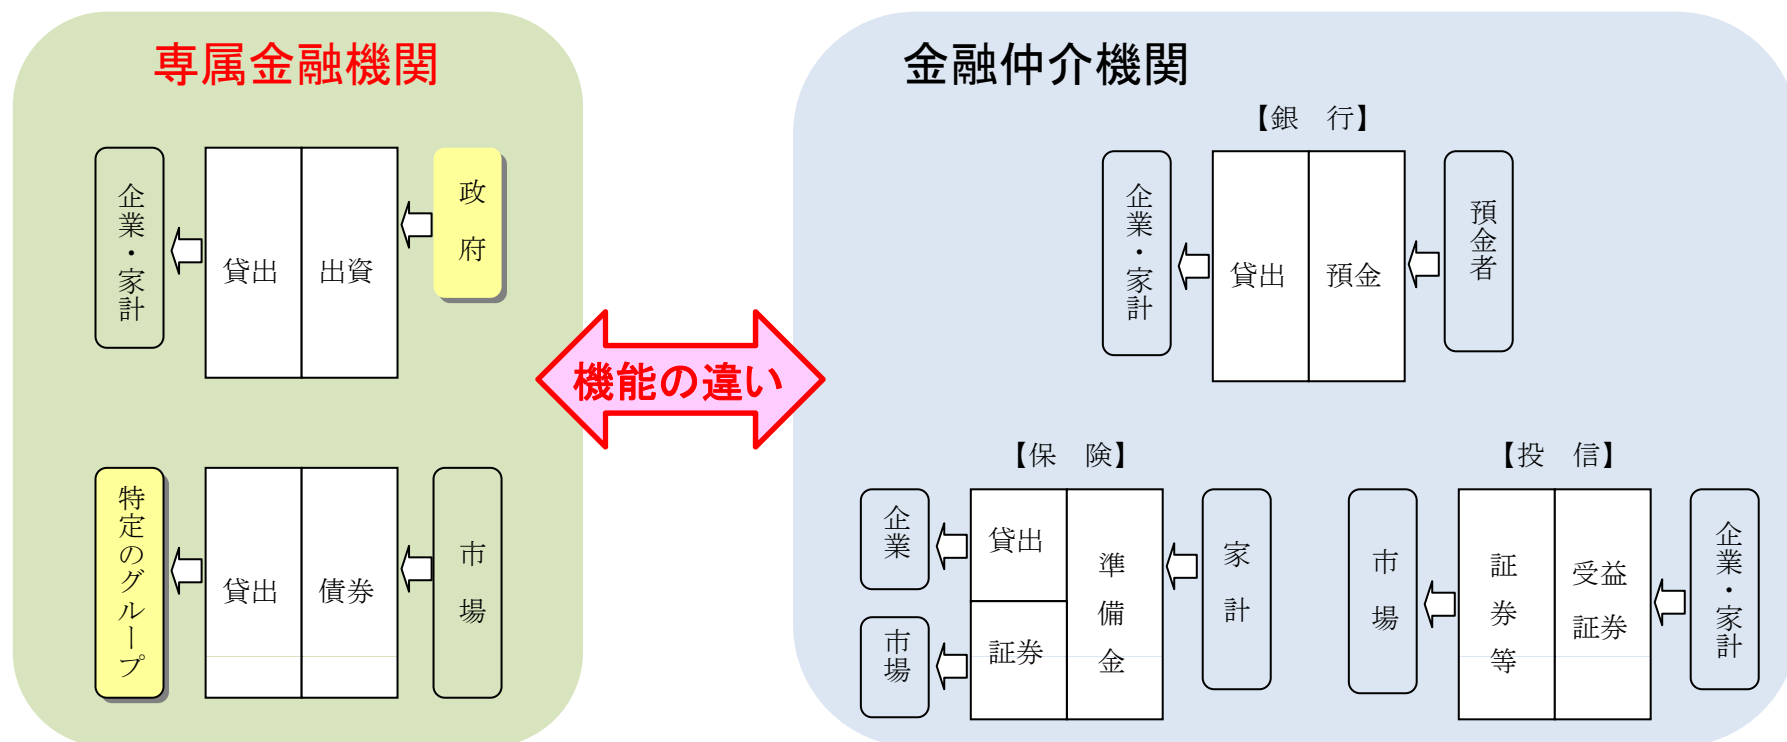 専属金融機関
企業・家計
貸出
出資
政府
特定のグループ
貸出
債券
市場
機能の違い
金融仲介機関
【銀　行】
企業・家計
貸出
預金
預金者
【保　険】
企業
市場
貸出
証券
準備金
家計
【投　信】
市場
証券等
受益
証券
企業・家計